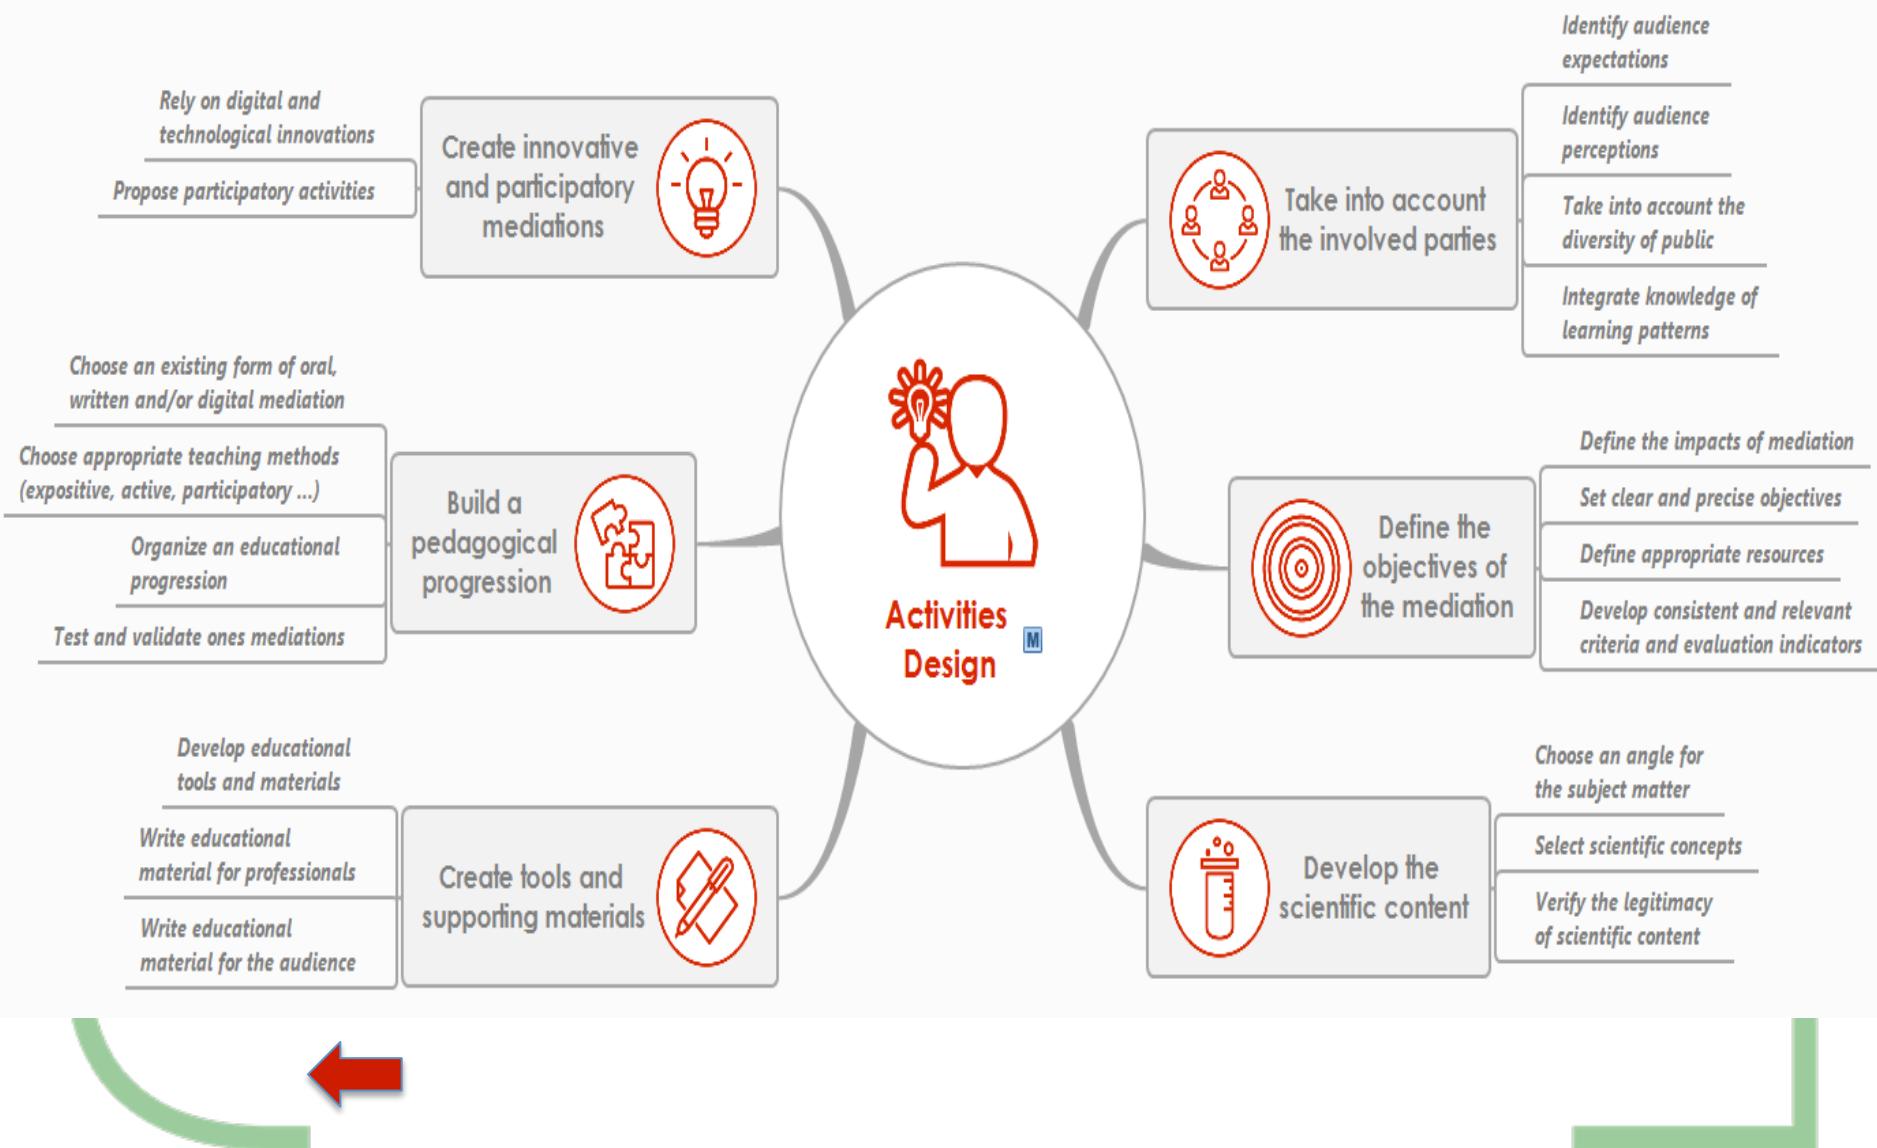 Rely on digital and
technological innovations
Propose participatory activities
Create innovative
and participatory
mediations
Choose an existing form of oral,
written and/or digital mediation
Choose appropriate teaching methods
(expositive, active, participatory ...)
Organize an educational
progression
Test and validate ones mediations
Build a
pedagogical
progression
Develop educational
tools and materials
Write educational
material for professionals
Write educational
material for the audience
Create tools and
supporting materials
Activities
Design
M
Take into account
the involved parties
Identify audience
expectations
Identify audience
perceptions
Take into account the
diversity of public
Integrate knowledge of
learning patterns
Define the
objectives of
the mediation
Define the impacts of mediation
Set clear and precise objectives
Define appropriate resources
Develop consistent and relevant
criteria and evaluation indicators
Develop the
scientific content
Choose an angle for
the subject matter
Select scientific concepts
Verify the legitimacy
of scientific content